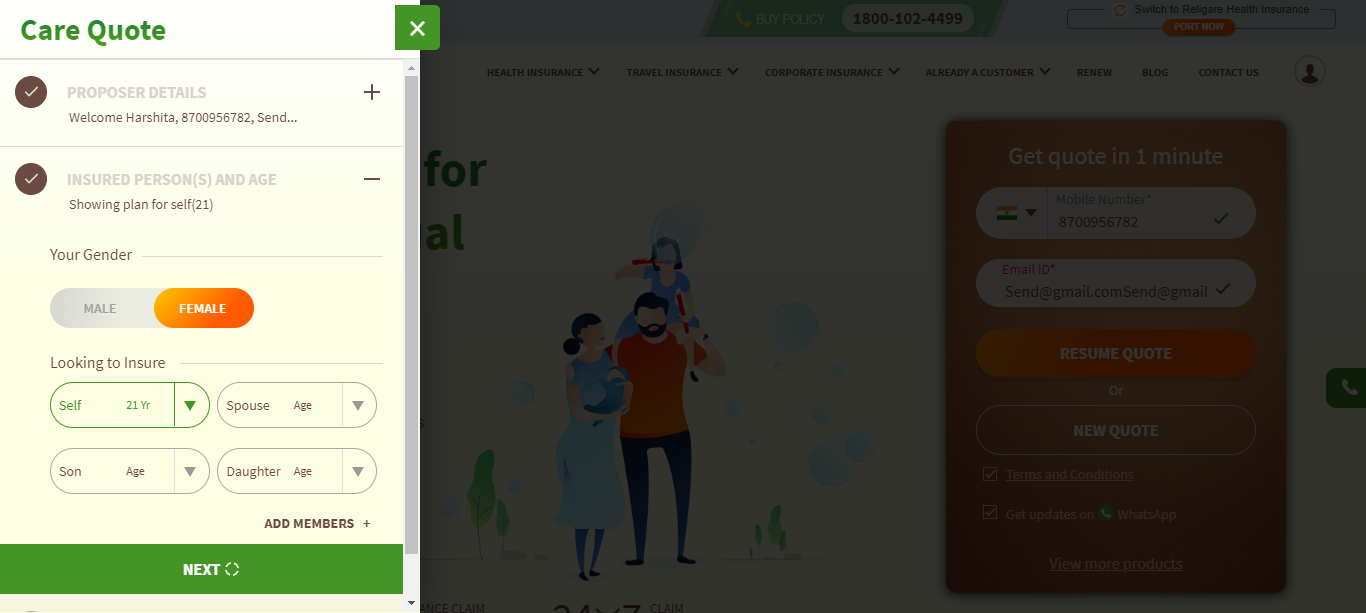 Care Quote
PROPOSER DETAILS
Welcome Harshita, 8700956782, Send...
INSURED PERSON(S) AND AGE
Showing plan for self(21)
Your Gender
MALE FEMALE
Looking to Insure
Self 21 Yr Spouse Age
Son Age Daughter Age
ADD MEMBERS +
NEXT
BUY POLICY 1800-102-4499
Switch to Religare Health Insurance
PORT NOW
HEALTH INSURANCE TRAVEL INSURANCE CORPORATE INSURANCE ALREADY A CUSTOMER RENEW BLOG CONTACT US
for
al
s
Get quote in 1 minute
Mobile Number*
8700956782
Email ID*
Send@gmail.comSend@gmail
RESUME QUOTE
Or
NEW QUOTE
Terms and Conditions
Get updates on WhatsApp
View more products
ANCE CLAIM
24x7 CLAIM